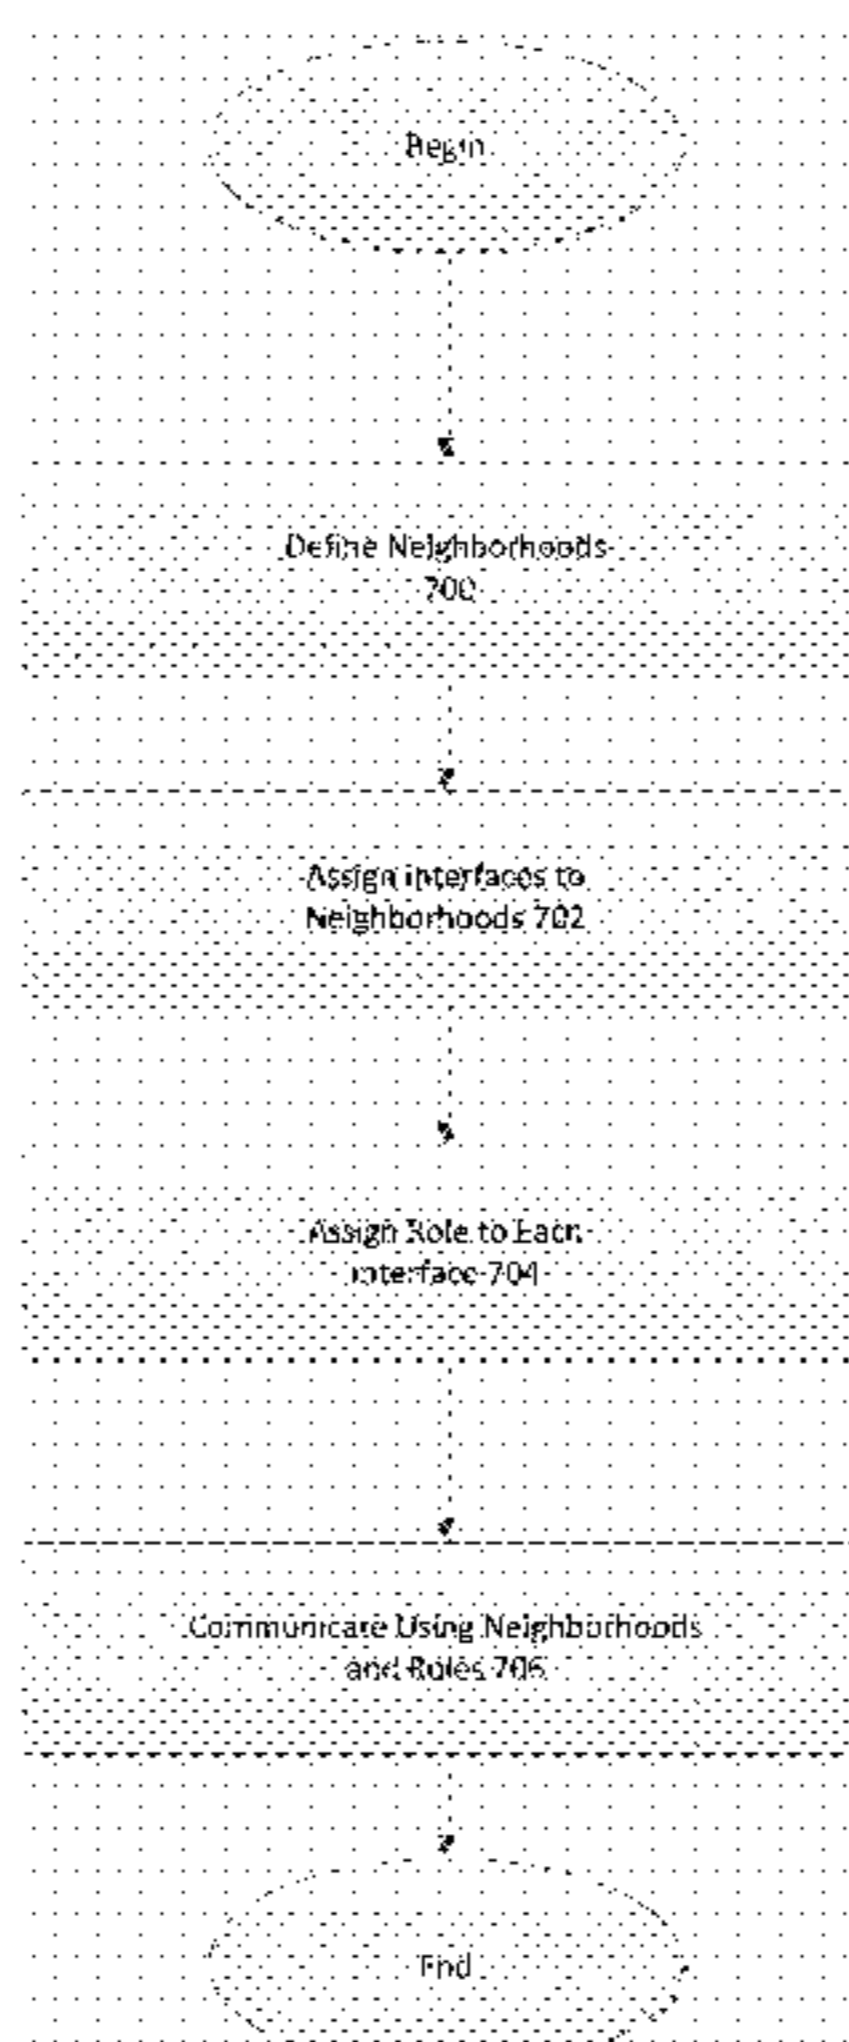 Begin
Define Neighborhoods
700
Assign interfaces to
Neighborhoods 702
Assign Role to Each
interface 704
Communicate Using Neighborhoods
and Roles 706
End